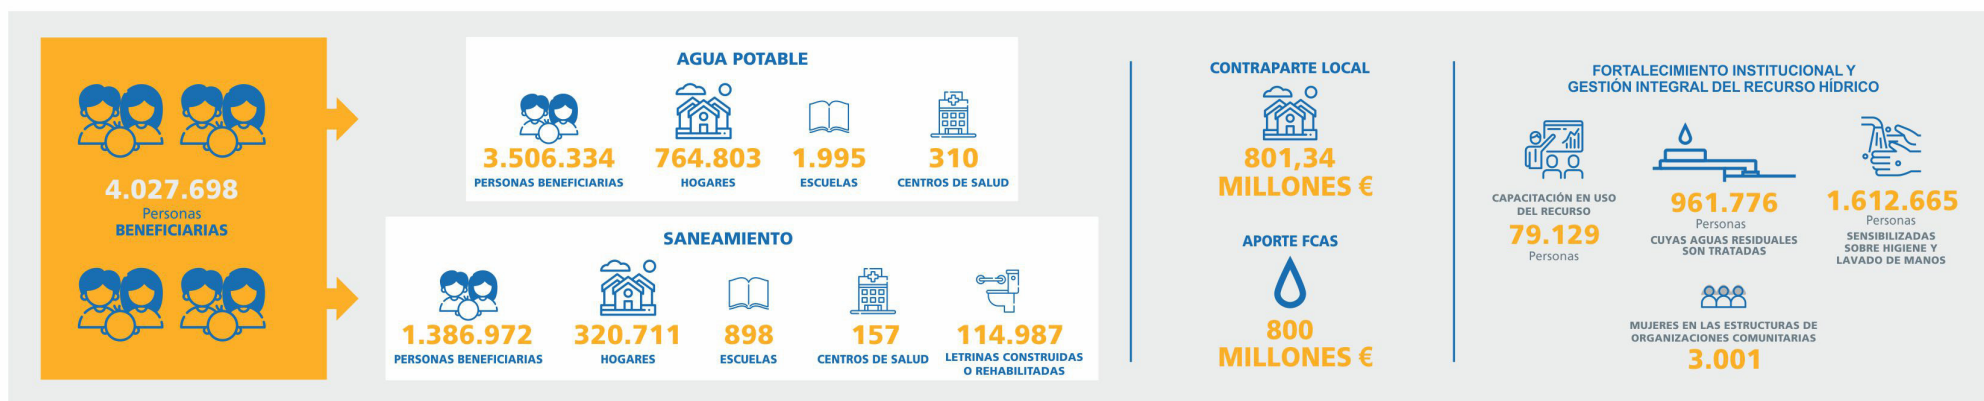 4.027.698
Personas
BENEFICIARIAS
AGUA POTABLE
3.506.334
PERSONAS BENEFICIARIAS
764.803
HOGARES
1.995
ESCUELAS
310
CENTROS DE SALUD
SANEAMIENTO
1.386.972
PERSONAS BENEFICIARIAS
320.711
HOGARES
898
ESCUELAS
157
CENTROS DE SALUD
114.987
LETRINAS CONSTRUIDAS
O REHABILITADAS
CONTRAPARTE LOCAL
801,34
MILLONES €
APORTE FCAS
800
MILLONES €
FORTALECIMIENTO INSTITUCIONAL Y
GESTIÓN INTEGRAL DEL RECURSO HÍDRICO
CAPACITACIÓN EN USO
DEL RECURSO
79.129
Personas
961.776
Personas
CUYAS AGUAS RESIDUALES
SON TRATADAS
1.612.665
Personas
SENSIBILIZADAS
SOBRE HIGIENE Y
LAVADO DE MANOS
MUJERES EN LAS ESTRUCTURAS DE
ORGANIZACIONES COMUNITARIAS
3.001